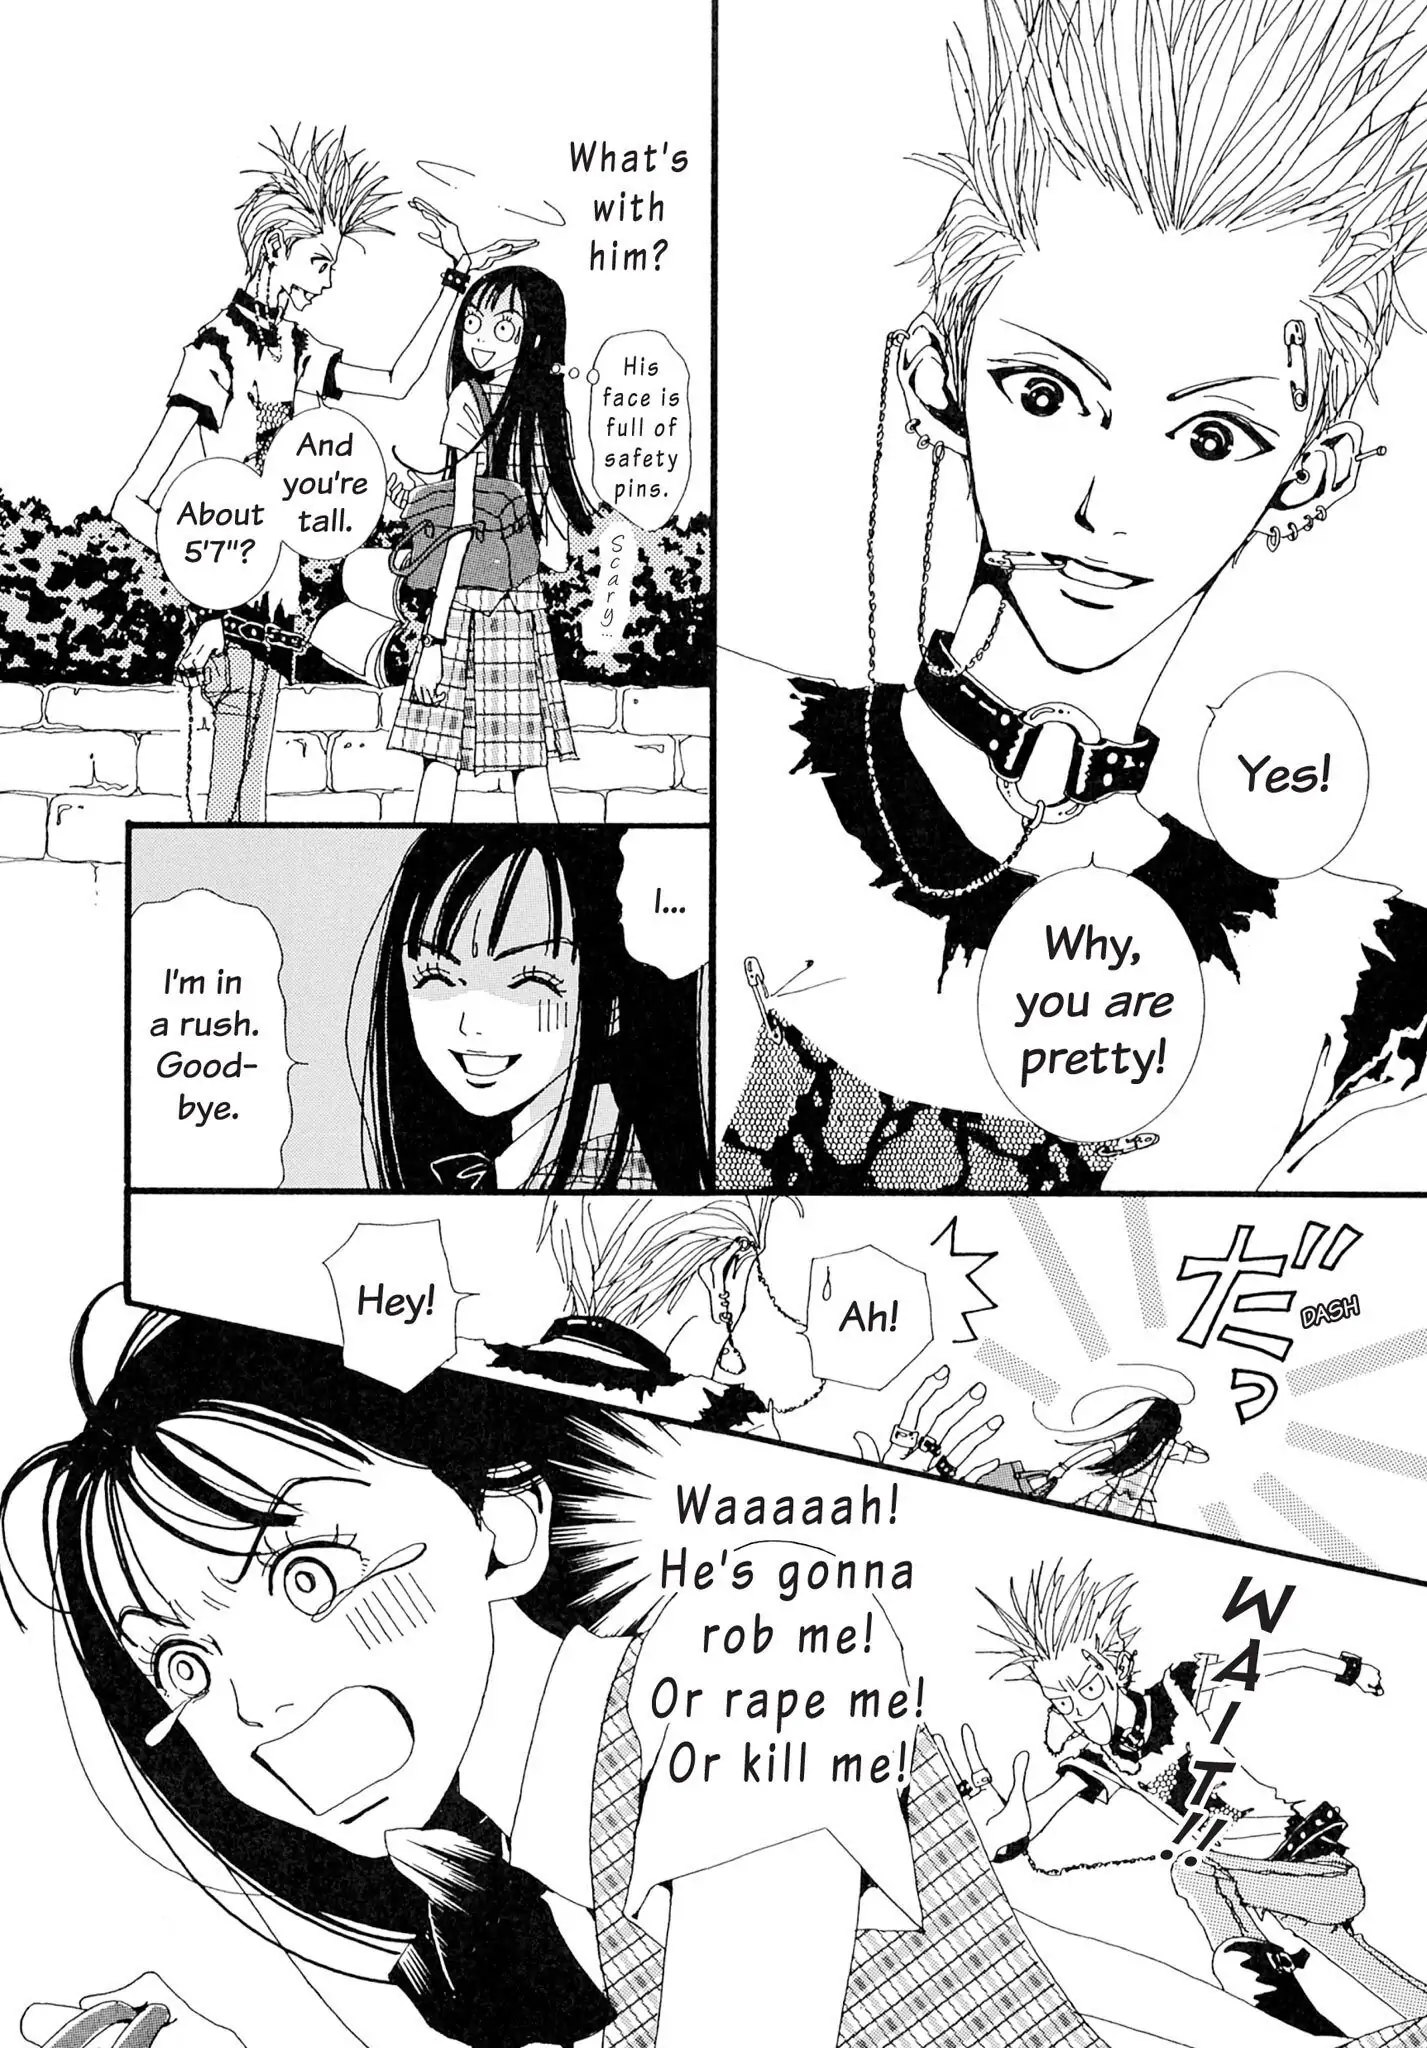 Yes!
Why,
you are
pretty!
What's
with
him?
His
face is
full of
safety
pins.
Scary...
And
you're
tall.
About
5'7"?
I...
I'm in
a rush.
Good-
bye.
ダッ
DASH
Ah!
Hey!
WAIT!!
Waaaaah!
He's gonna
rob me!
Or rape me!
Or kill me!